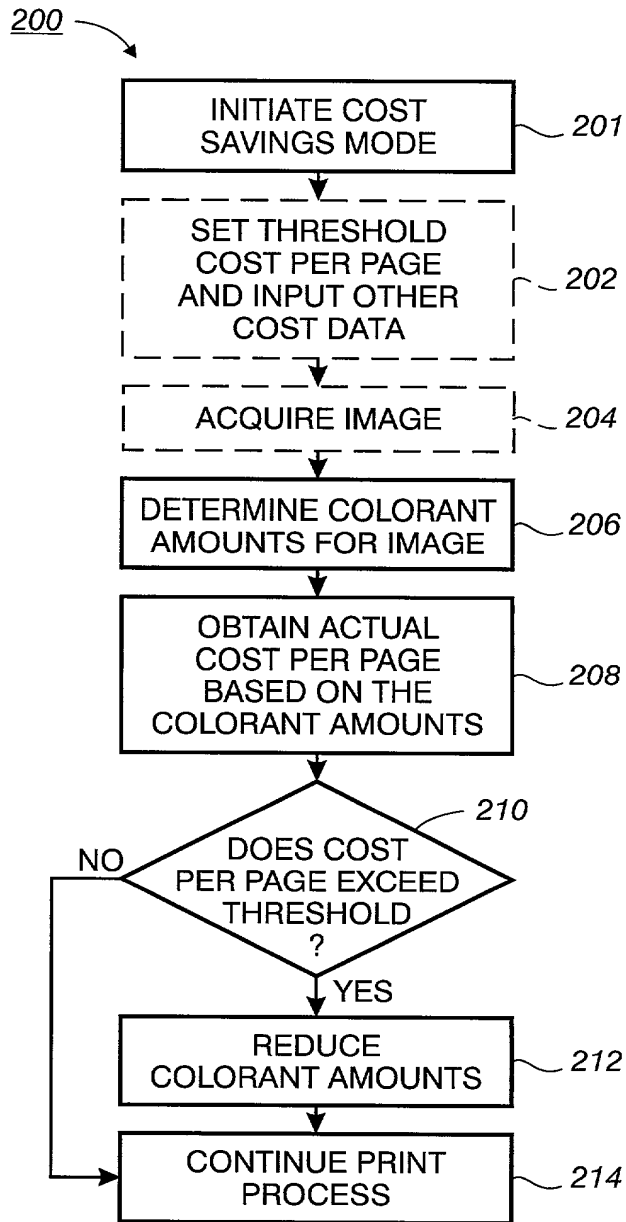 200
INITIATE COST
SAVINGS MODE
201
SET THRESHOLD
COST PER PAGE
AND INPUT OTHER
COST DATA
202
ACQUIRE IMAGE
204
DETERMINE COLORANT
AMOUNTS FOR IMAGE
206
OBTAIN ACTUAL
COST PER PAGE
BASED ON THE
COLORANT AMOUNTS
208
210
NO
DOES COST
PER PAGE EXCEED
THRESHOLD
?
YES
REDUCE
COLORANT AMOUNTS
212
CONTINUE PRINT
PROCESS
214